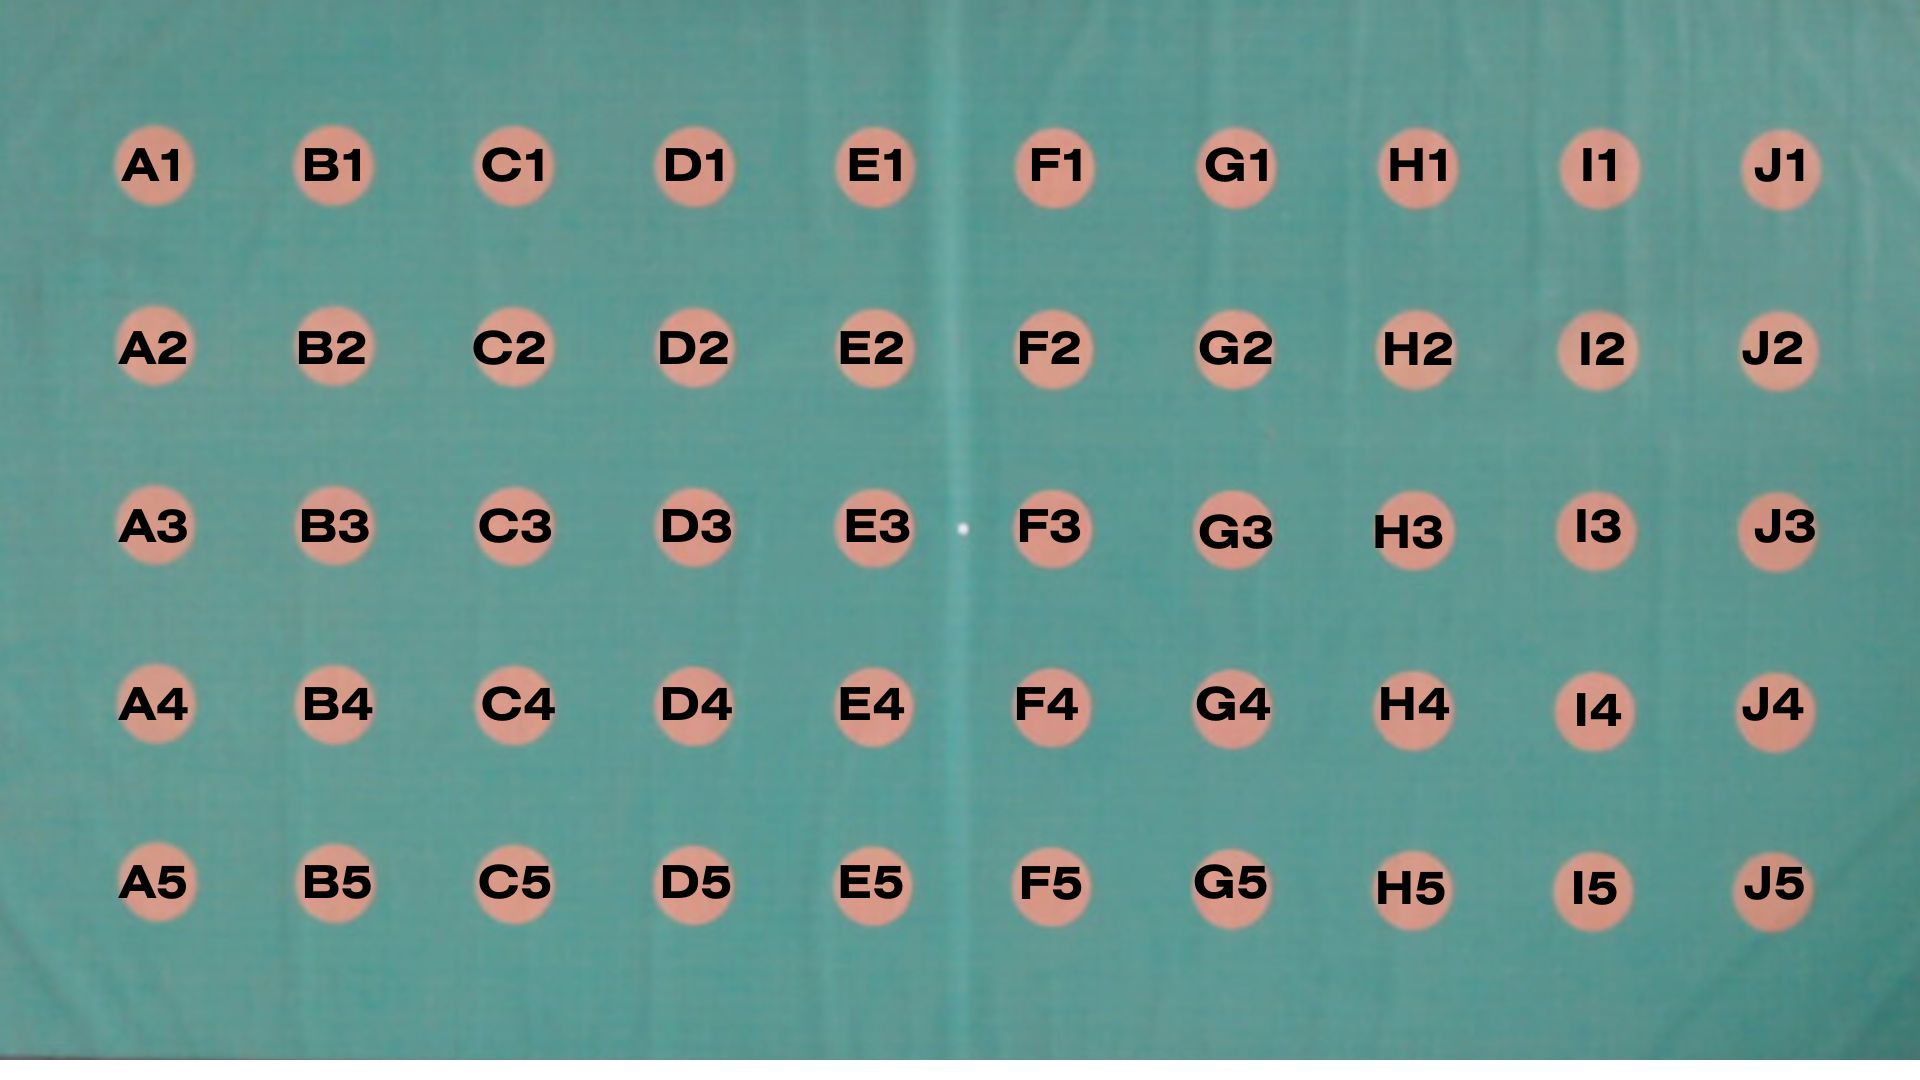 A1 B1 C1 D1 E1 F1 G1 H1 I1 J1
A2 B2 C2 D2 E2 F2 G2 H2 I2 J2
A3 B3 C3 D3 E3 F3 G3 H3 I3 J3
A4 B4 C4 D4 E4 F4 G4 H4 I4 J4
A5 B5 C5 D5 E5 F5 G5 H5 I5 J5